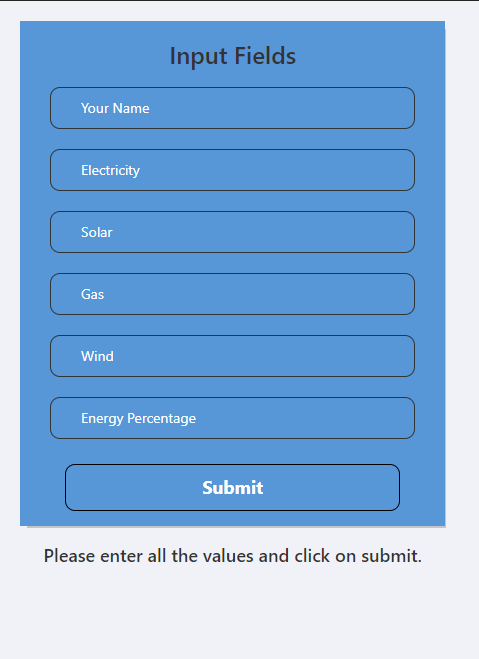 Input Fields
Your Name
Electricity
Solar
Gas
Wind
Energy Percentage
Submit
Please enter all the values and click on submit.